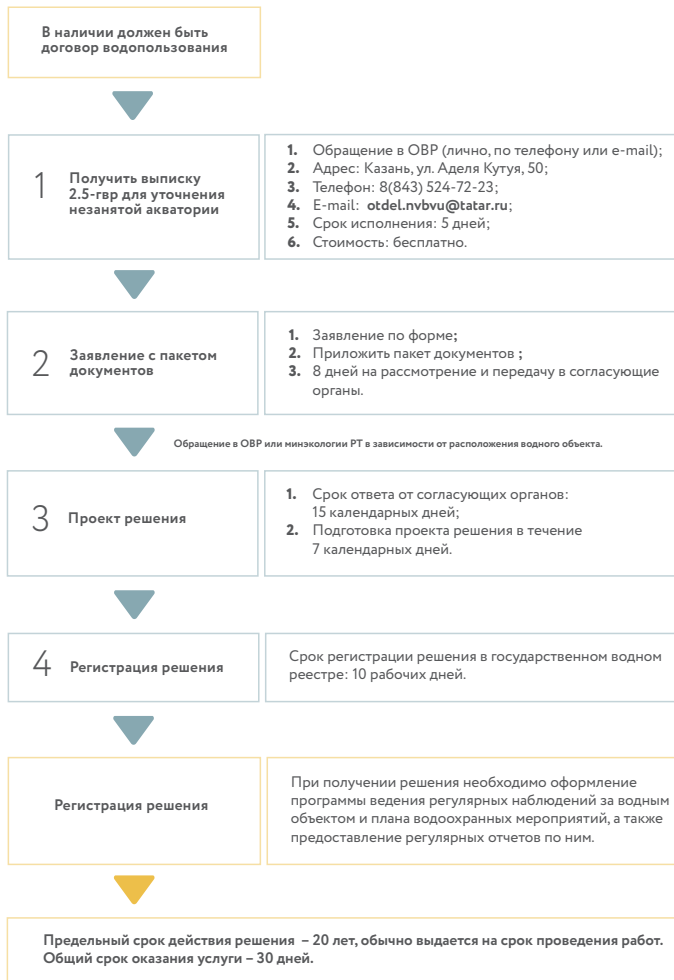 В наличии должен быть
договор водопользования
1
Получить выписку
2.5-гвр для уточнения
незанятой акватории
1. Обращение в ОВР (лично, по телефону или e-mail);
2. Адрес: Казань, ул. Аделя Кутуя, 50;
3. Телефон: 8(843) 524-72-23;
4. E-mail: otdel.nvbvu@tatar.ru;
5. Срок исполнения: 5 дней;
6. Стоимость: бесплатно.
2
Заявление с пакетом
документов
1. Заявление по форме;
2. Приложить пакет документов ;
3. 8 дней на рассмотрение и передачу в согласующие
органы.
Обращение в ОВР или минэкологии РТ в зависимости от расположения водного объекта.
3
Проект решения
1. Срок ответа от согласующих органов:
15 календарных дней;
2. Подготовка проекта решения в течение
7 календарных дней.
4
Регистрация решения
Срок регистрации решения в государственном водном
реестре: 10 рабочих дней.
Регистрация решения
При получении решения необходимо оформление
программы ведения регулярных наблюдений за водным
объектом и плана водоохранных мероприятий, а также
предоставление регулярных отчетов по ним.
Предельный срок действия решения – 20 лет, обычно выдается на срок проведения работ.
Общий срок оказания услуги – 30 дней.